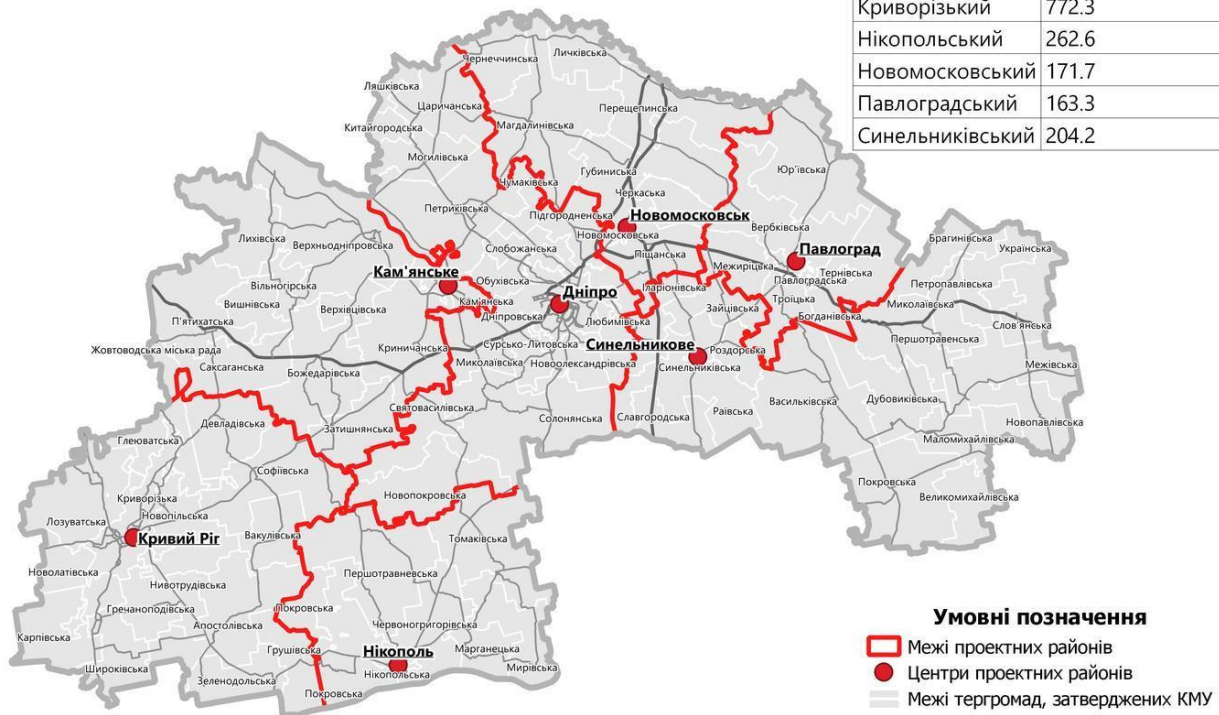 Криворізький 772.3
Нікопольський 262.6
Новомосковський 171.7
Павлоградський 163.3
Синельниківський 204.2
Чернеччинська
Личківська
Ляшківська
Царичанська
Перещепинська
Китайгородська
Магдалинівська
Могилівська
Губиниська
Юр'ївська
Чумаківська
Черкаська
Петриківська
Підгородненська
Новомосковськ
Вербківська
Лихівська
Верхньодніпровська
Слобожанська
Новомосковська
Піщанська
Павлоград
Брагинівська
Українська
Кам'янське
Обухівська
Межиріцька
Тернівська
Вільногірська
Дніпро
Іларіонівська
Павлоградська
Петропавлівська
Вишнівська
Верхівцівська
Кам'янська
Зайцівська
Троїцька
Миколаївська
П'ятихатська
Дніпровська
Любимівська
Богданівська
Слов'янська
Криничанська
Сурсько-Литовська
Синельникове
Роздорська
Першотравенська
Жовтоводська міська рада
Саксаганська
Божедарівська
Миколаївська
Новоолександрівська
Синельниківська
Межівська
Девладівська
Святовасилівська
Солонянська
Славгородська
Раївська
Васильківська
Дубовиківська
Глеюватська
Затишнянська
Новопавлівська
Маломихайлівська
Софіївська
Покровська
Криворізька
Новопокровська
Великомихайлівська
Лозуватська
Новопільська
Кривий Ріг
Вакулівська
Томаківська
Новолатівська
Нивотрудівська
Першотравневська
Гречаноподівська
Покровська
Карпівська
Апостолівська
Червоногригорівська
Широківська
Грушівська
Нікополь
Марганецька
Зеленодольська
Нікопольська
Мирівська
Покровська
Умовні позначення
Межі проектних районів
Центри проектних районів
Межі тергромад, затверджених КМУ